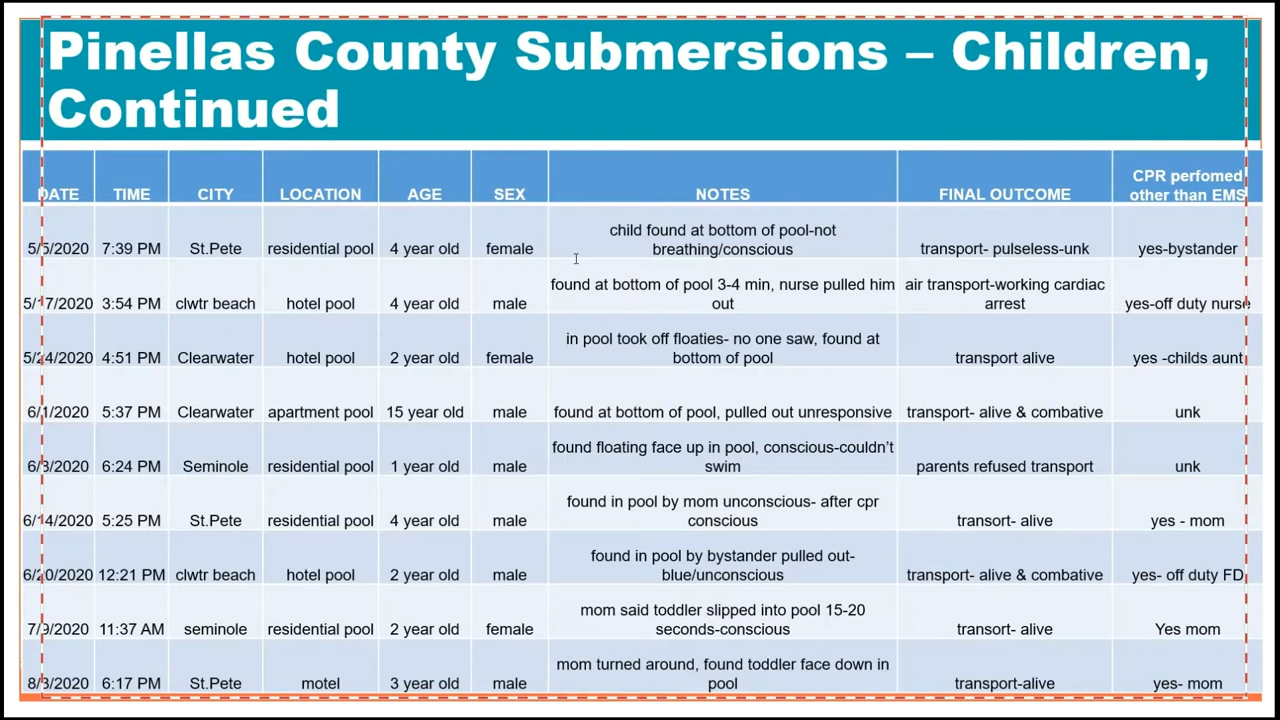 Pinellas County Submersions – Children,
Continued
DATE TIME CITY LOCATION AGE SEX NOTES FINAL OUTCOME CPR perfomed
other than EMS
5/5/2020 7:39 PM St.Pete residential pool 4 year old female child found at bottom of pool-not
breathing/conscious transport- pulseless-unk yes-bystander
5/17/2020 3:54 PM clwtr beach hotel pool 4 year old male found at bottom of pool 3-4 min, nurse pulled him
out air transport-working cardiac
arrest yes-off duty nurse
5/24/2020 4:51 PM Clearwater hotel pool 2 year old female in pool took off floaties- no one saw, found at
bottom of pool transport alive yes -childs aunt
6/1/2020 5:37 PM Clearwater apartment pool 15 year old male found at bottom of pool, pulled out unresponsive transport- alive & combative unk
6/3/2020 6:24 PM Seminole residential pool 1 year old male found floating face up in pool, conscious-couldn’t
swim parents refused transport unk
6/14/2020 5:25 PM St.Pete residential pool 4 year old male found in pool by mom unconscious- after cpr
conscious transort- alive yes - mom
6/20/2020 12:21 PM clwtr beach hotel pool 2 year old male found in pool by bystander pulled out-
blue/unconscious transport- alive & combative yes- off duty FD
7/9/2020 11:37 AM seminole residential pool 2 year old female mom said toddler slipped into pool 15-20
seconds-conscious transort- alive Yes mom
8/3/2020 6:17 PM St.Pete motel 3 year old male mom turned around, found toddler face down in
pool transport-alive yes- mom